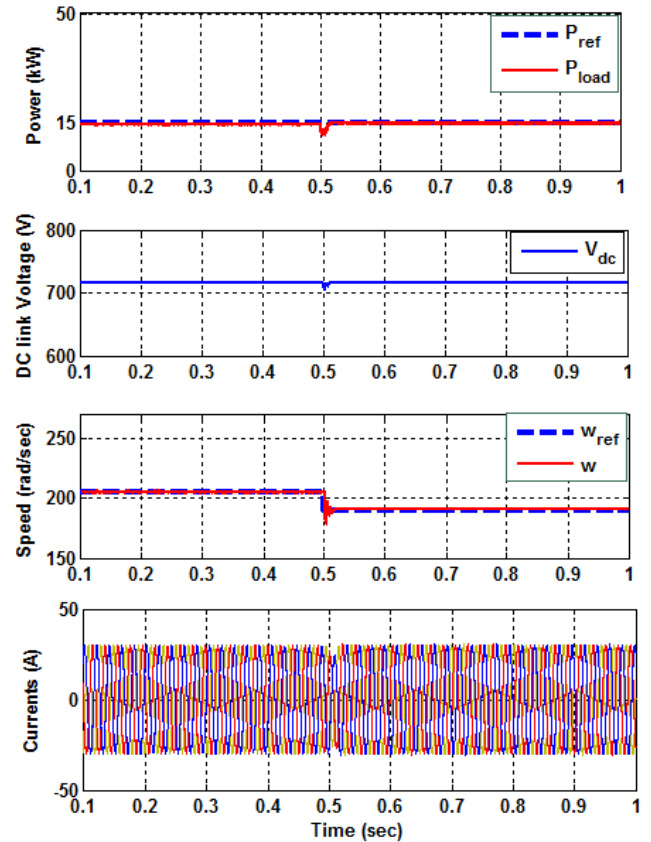 50
P_ref
P_load
Power (kW)
15
0
0.1 0.2 0.3 0.4 0.5 0.6 0.7 0.8 0.9 1
800
V_dc
DC link Voltage (V)
700
600
0.1 0.2 0.3 0.4 0.5 0.6 0.7 0.8 0.9 1
250
w_ref
w
Speed (rad/sec)
200
150
0.1 0.2 0.3 0.4 0.5 0.6 0.7 0.8 0.9 1
50
Currents (A)
0
-50
0.1 0.2 0.3 0.4 0.5 0.6 0.7 0.8 0.9 1
Time (sec)